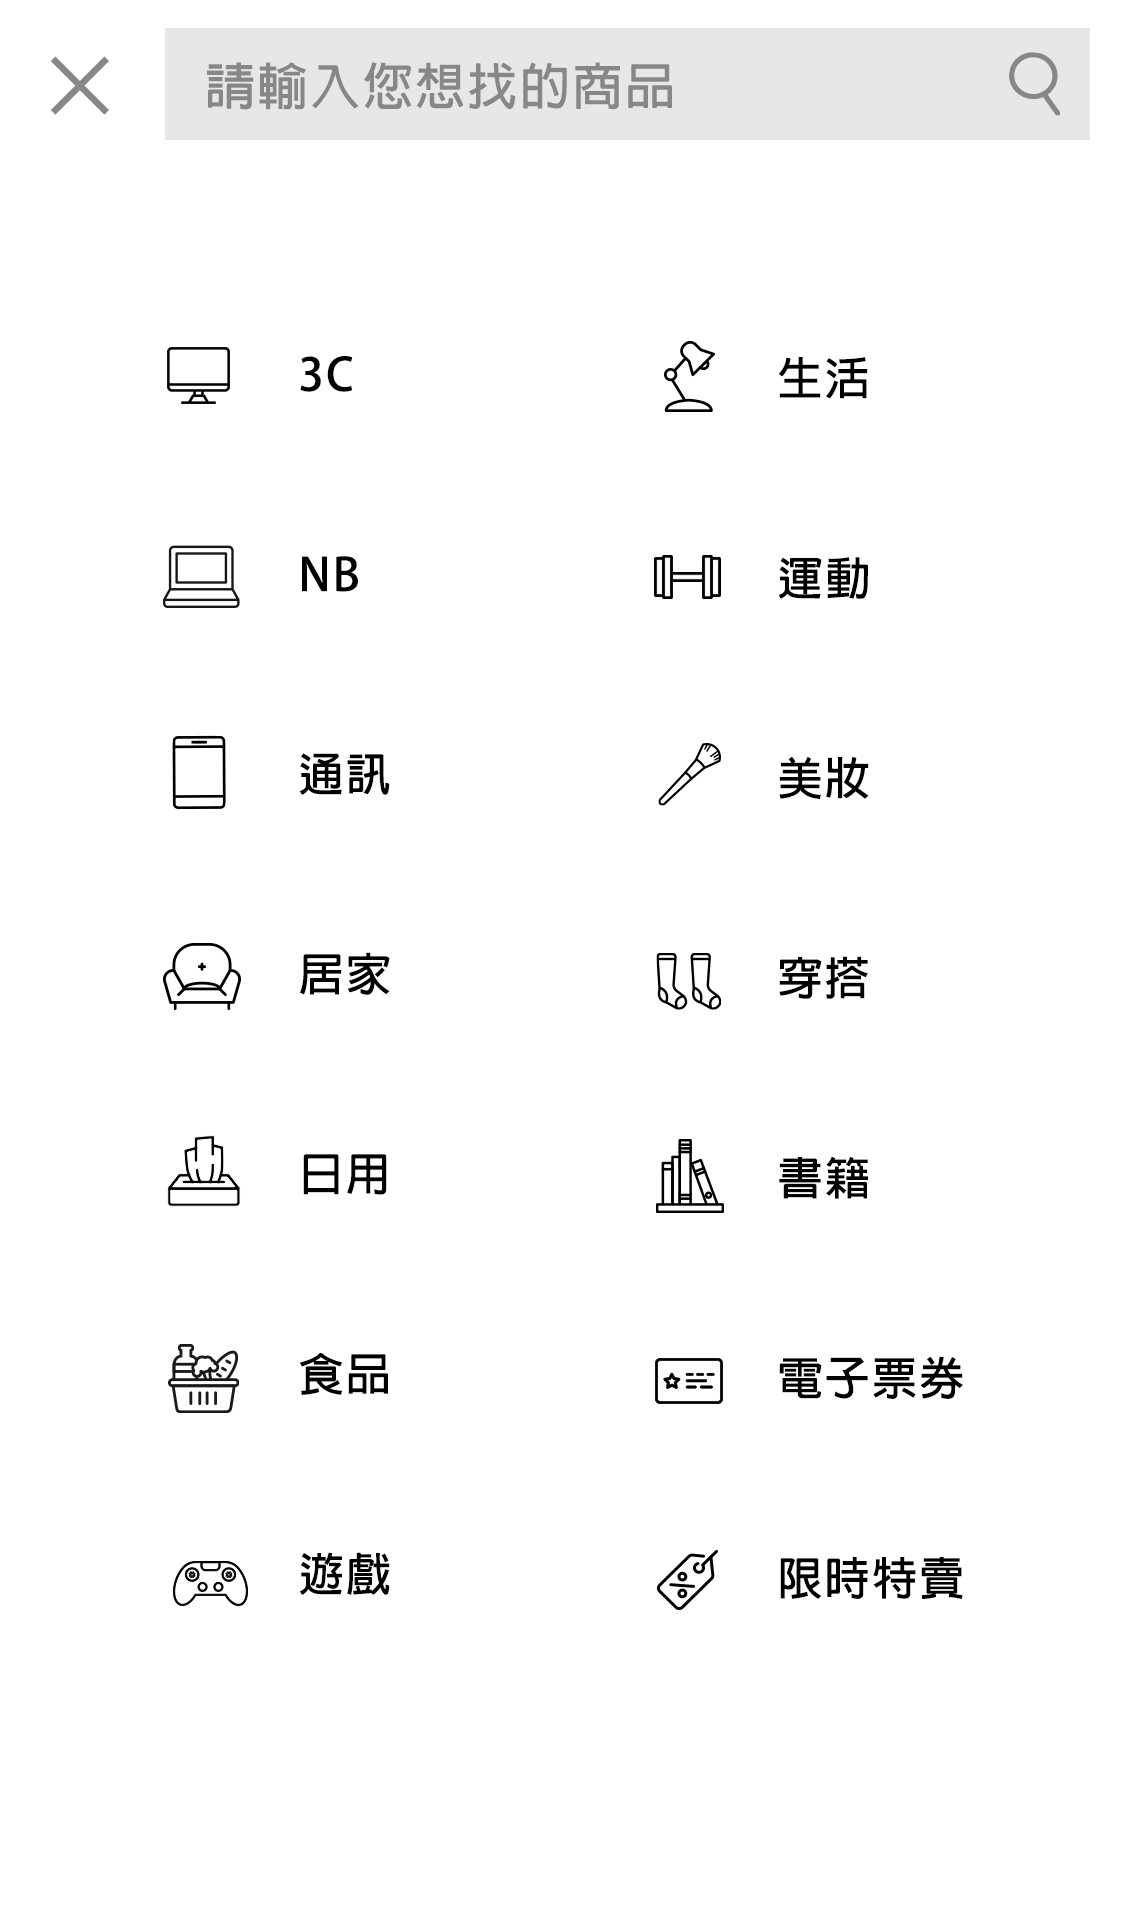 請輸入您想找的商品
3C
生活
NB
運動
通訊
美妝
居家
穿搭
日用
書籍
食品
電子票券
遊戲
限時特賣